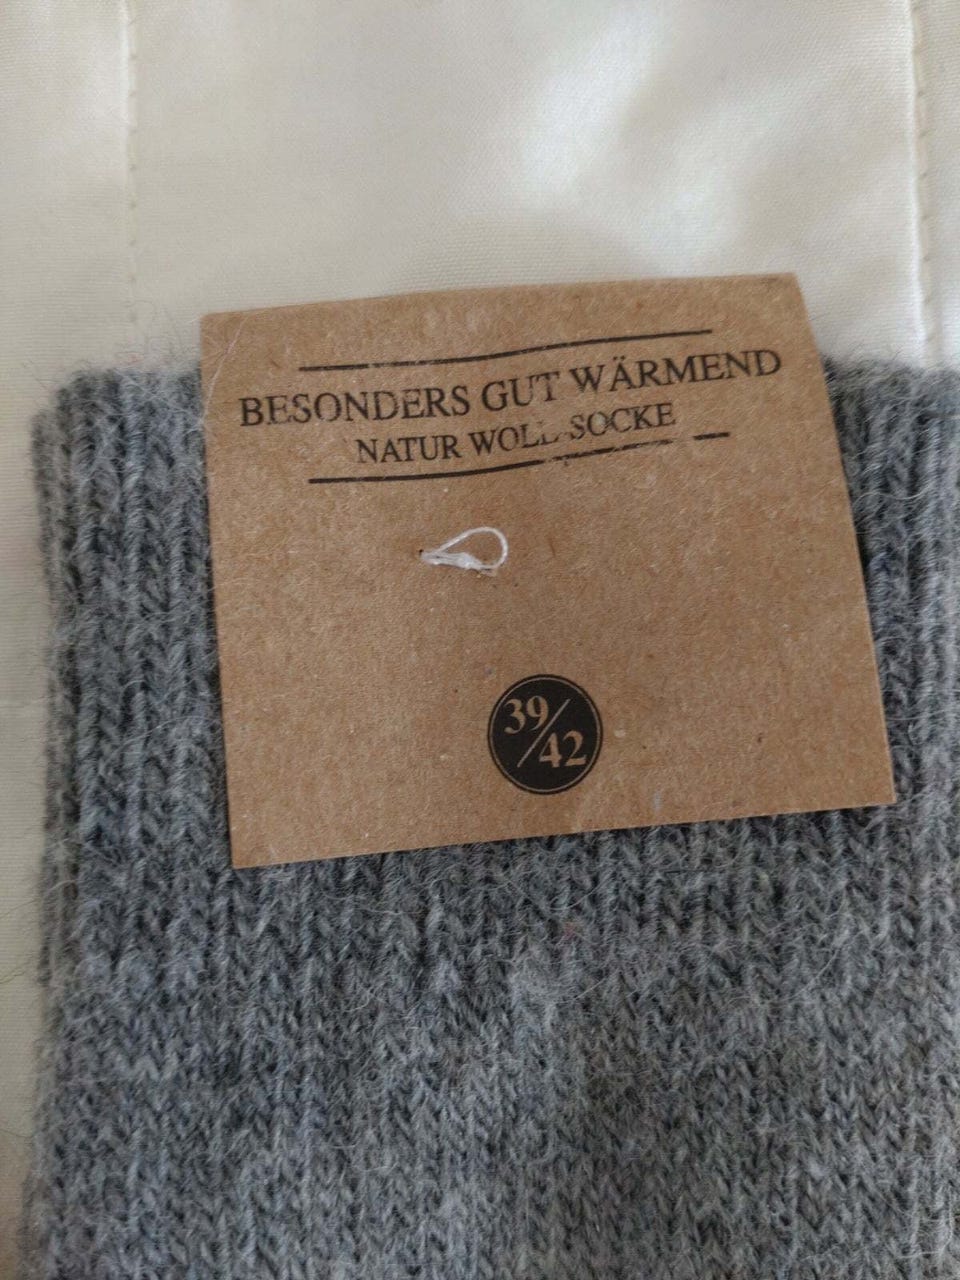 BESONDERS GUT WÄRMEND
NATUR WOLL-SOCKE
39/42